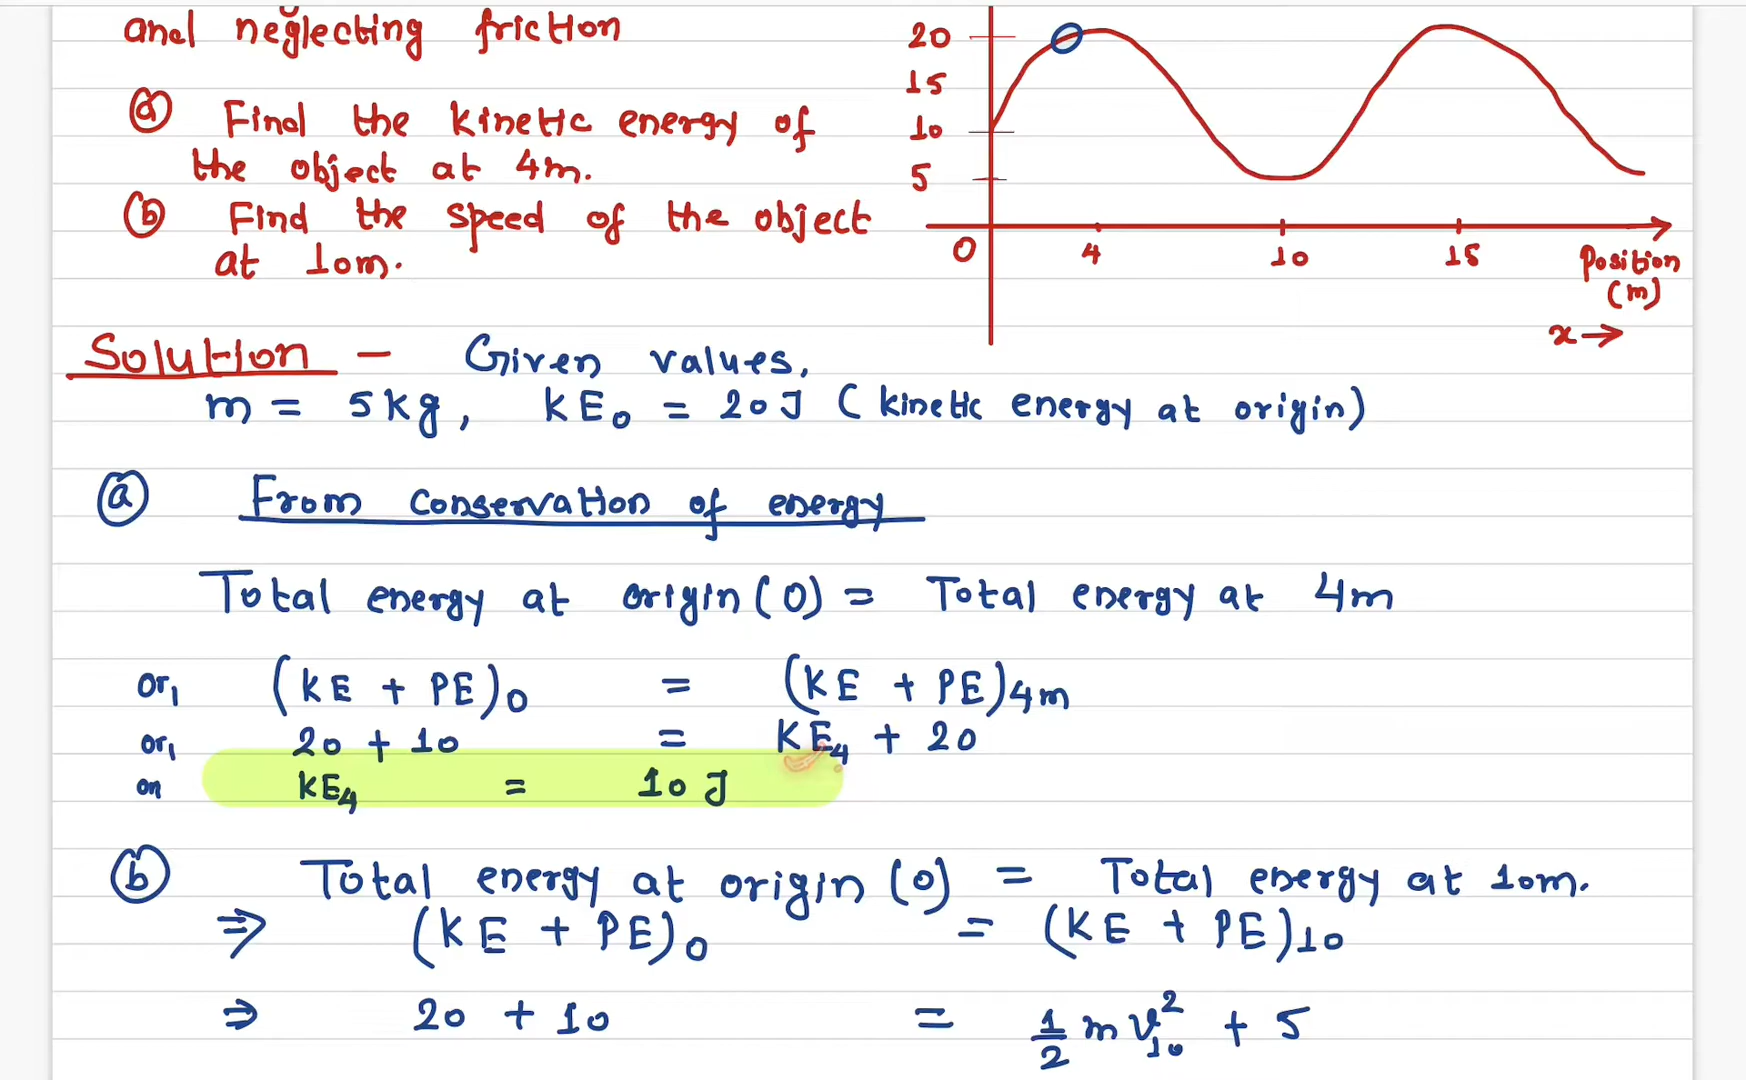 and neglecting friction
(a) Find the kinetic energy of
the object at 4m.
(b) Find the speed of the object
at 10m.
20
15
10
5
0 4 10 15 Position
(m)
x →
Solution - Given values,
m = 5kg, KE₀ = 20J (kinetic energy at origin)
(a) From conservation of energy
Total energy at origin (0) = Total energy at 4m
or, (KE + PE)₀ = (KE + PE)₄ₘ
or, 20 + 10 = KE₄ + 20
on KE₄ = 10 J
(b) Total energy at origin (0) = Total energy at 10m.
⇒ (KE + PE)₀ = (KE + PE)₁₀
⇒ 20 + 10 = 1/2 m v₁₀² + 5